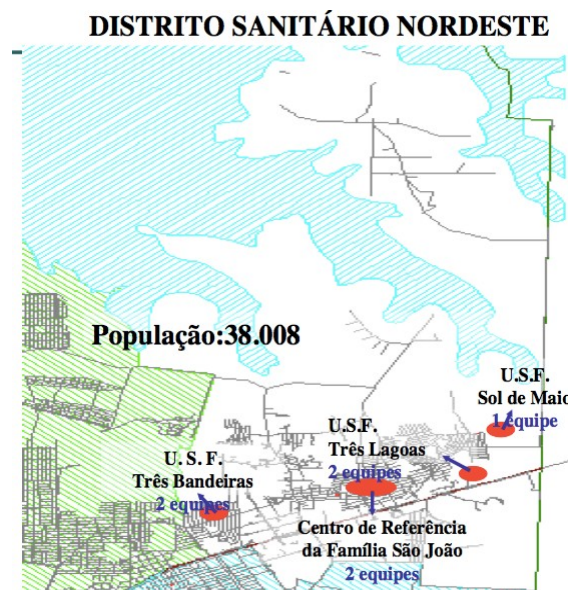 DISTRITO SANITÁRIO NORDESTE
População:38.008
U.S.F.
Sol de Maio
1 equipe
U.S.F.
Três Lagoas
2 equipes
U. S. F.
Três Bandeiras
2 equipes
Centro de Referência
da Família São João
2 equipes